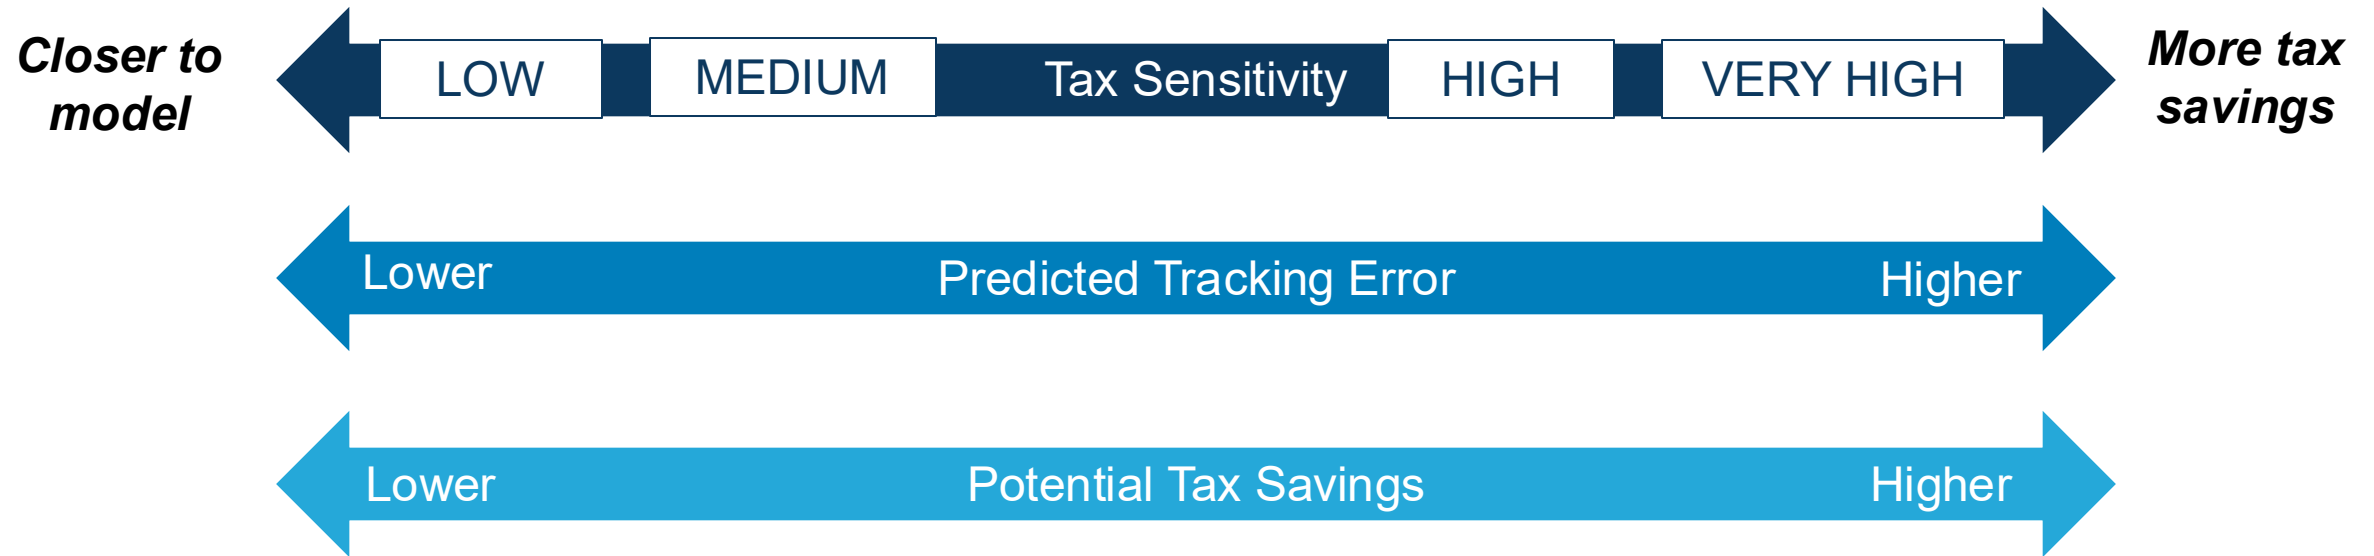 Closer to
model
LOW
MEDIUM
Tax Sensitivity
HIGH
VERY HIGH
More tax
savings
Lower
Predicted Tracking Error
Higher
Lower
Potential Tax Savings
Higher